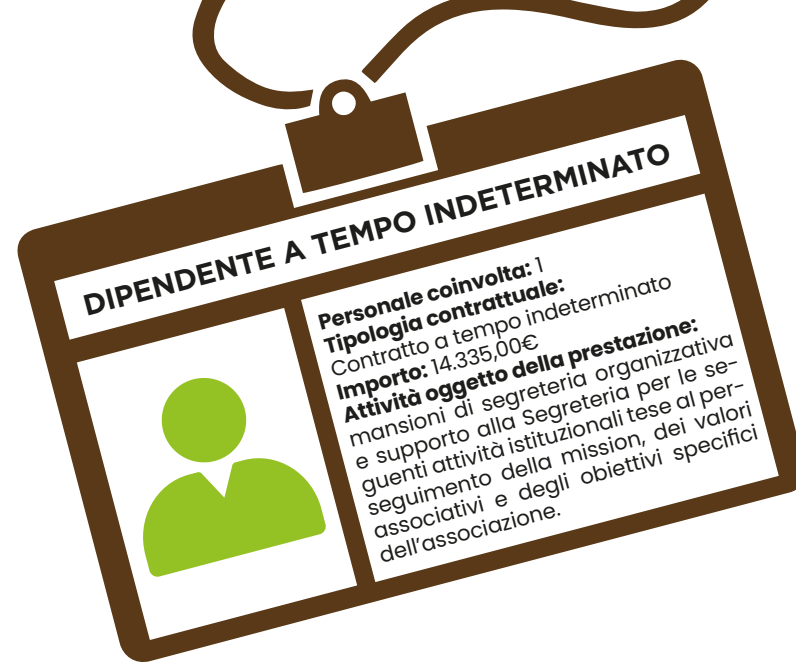 DIPENDENTE A TEMPO INDETERMINATO
Personale coinvolta: 1
Tipologia contrattuale:
Contratto a tempo indeterminato
Importo: 14.335,00€
Attività oggetto della prestazione:
mansioni di segreteria organizzativa
e supporto alla Segreteria per le se-
guenti attività istituzionali tese al per-
seguimento della mission, dei valori
associativi e degli obiettivi specifici
dell'associazione.